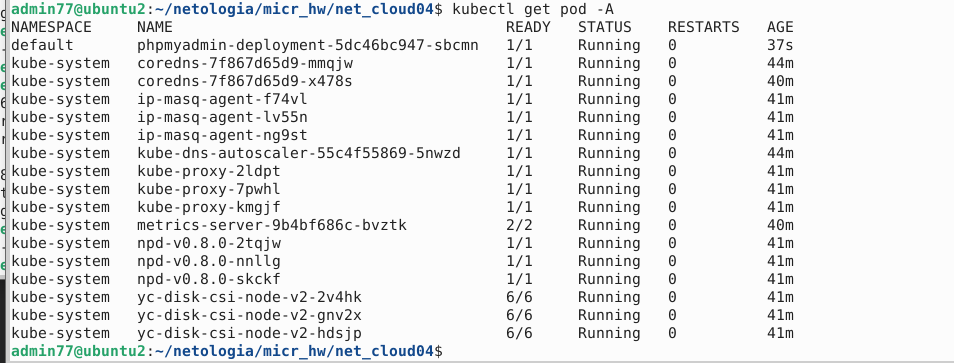 admin77@ubuntu2:~/netologia/micr_hw/net_cloud04$ kubectl get pod -A
NAMESPACE     NAME                                     READY   STATUS    RESTARTS   AGE
default       phpmyadmin-deployment-5dc46bc947-sbcmn   1/1     Running   0          37s
kube-system   coredns-7f867d65d9-mmqjw                 1/1     Running   0          44m
kube-system   coredns-7f867d65d9-x478s                 1/1     Running   0          40m
kube-system   ip-masq-agent-f74vl                      1/1     Running   0          41m
kube-system   ip-masq-agent-lv55n                      1/1     Running   0          41m
kube-system   ip-masq-agent-ng9st                      1/1     Running   0          41m
kube-system   kube-dns-autoscaler-55c4f55869-5nwzd     1/1     Running   0          44m
kube-system   kube-proxy-2ldpt                         1/1     Running   0          41m
kube-system   kube-proxy-7pwhl                         1/1     Running   0          41m
kube-system   kube-proxy-kmgjf                         1/1     Running   0          41m
kube-system   metrics-server-9b4bf686c-bvztk           2/2     Running   0          40m
kube-system   npd-v0.8.0-2tqjw                         1/1     Running   0          41m
kube-system   npd-v0.8.0-nnllg                         1/1     Running   0          41m
kube-system   npd-v0.8.0-skckf                         1/1     Running   0          41m
kube-system   yc-disk-csi-node-v2-2v4hk                6/6     Running   0          41m
kube-system   yc-disk-csi-node-v2-gnv2x                6/6     Running   0          41m
kube-system   yc-disk-csi-node-v2-hdsjp                6/6     Running   0          41m
admin77@ubuntu2:~/netologia/micr_hw/net_cloud04$